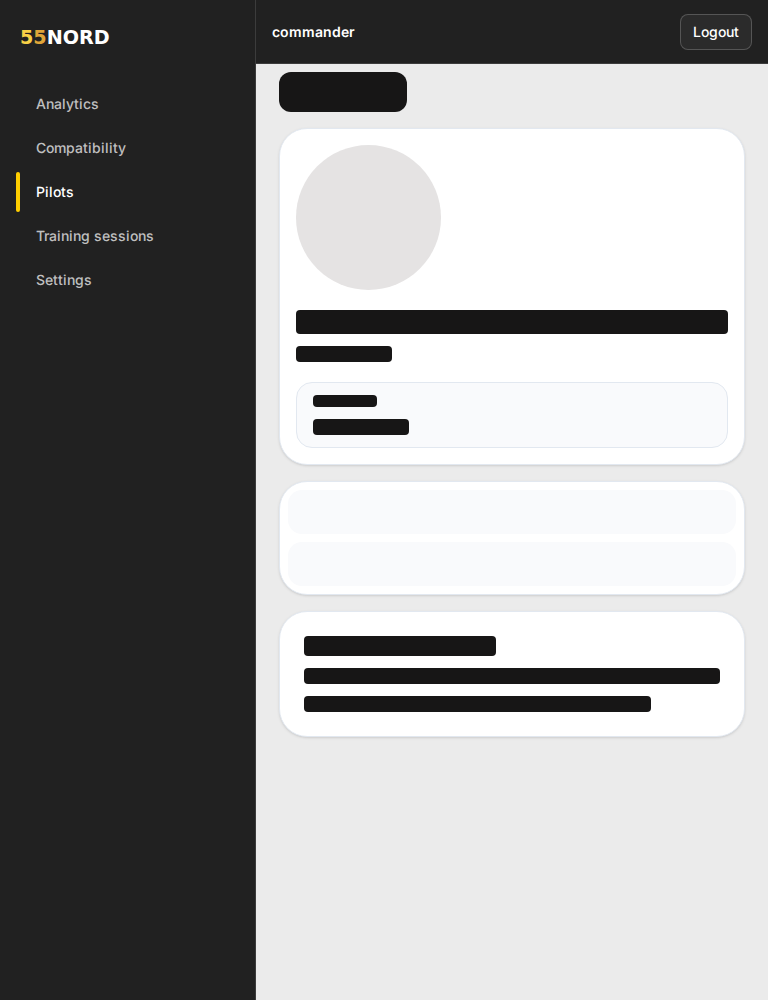 55NORD
commander
Logout
Analytics
Compatibility
Pilots
Training sessions
Settings